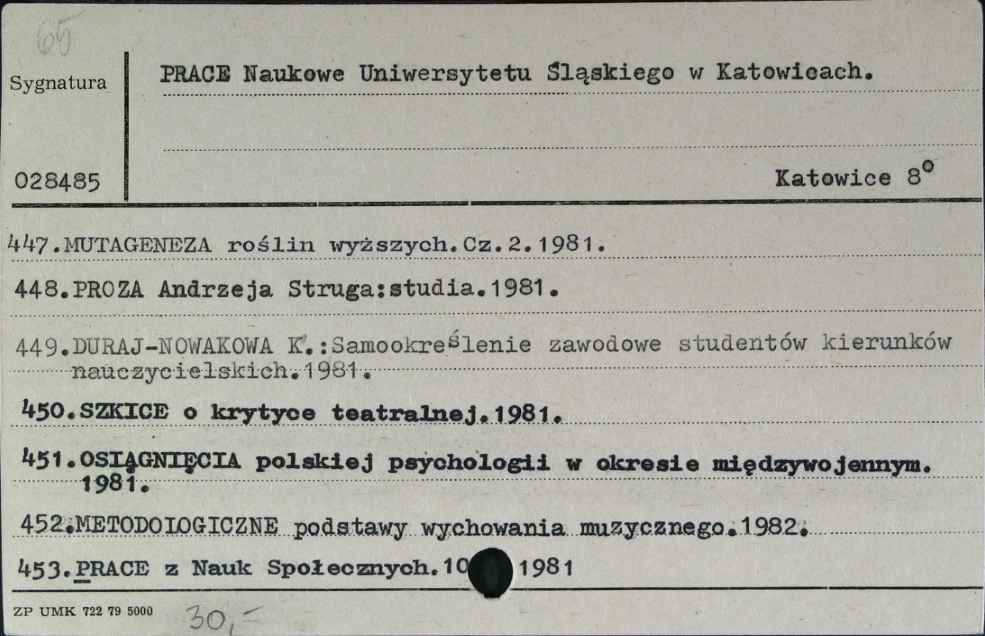 65
Sygnatura
PRACE Naukowe Uniwersytetu Śląskiego w Katowicach.
028485
Katowice 8°
447.MUTAGENEZA roślin wyższych.Cz.2.1981.
448.PROZA Andrzeja Struga:studia.1981.
449.DURAJ-NOWAKOWA K.:Samookreślenie zawodowe studentów kierunków
nauczycielskich.1981.
450.SZKICE o krytyce teatralnej.1981.
451.OSIĄGNIĘCIA polskiej psychologii w okresie międzywojennym.
1981.
452.METODOLOGICZNE podstawy wychowania muzycznego.1982.
453.PRACE z Nauk Społecznych.10 1981
ZP UMK 722 79 5000
30,-